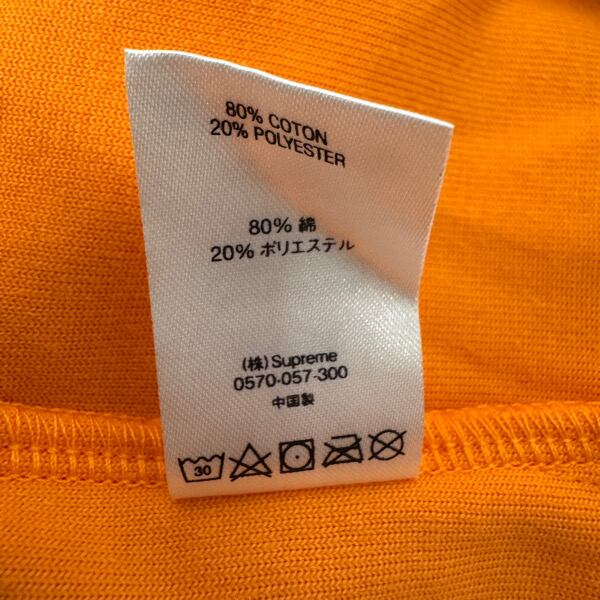 80% COTON
20% POLYESTER
80% 綿
20% ポリエステル
(株) Supreme
0570-057-300
中国製
30